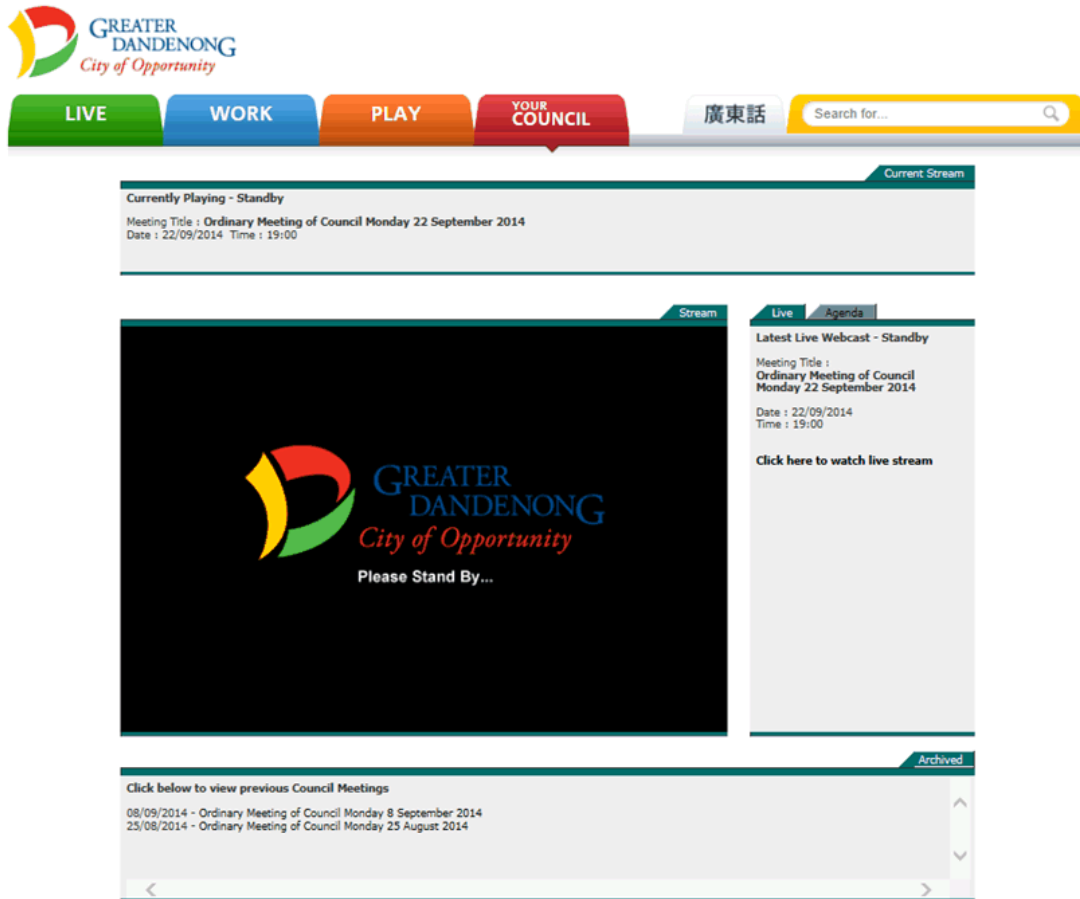 GREATER
DANDENONG
City of Opportunity
LIVE
WORK
PLAY
YOUR
COUNCIL
廣東話
Search for...
Current Stream
Currently Playing - Standby
Meeting Title : Ordinary Meeting of Council Monday 22 September 2014
Date : 22/09/2014 Time : 19:00
Stream
GREATER
DANDENONG
City of Opportunity
Please Stand By...
Live
Agenda
Latest Live Webcast - Standby
Meeting Title :
Ordinary Meeting of Council
Monday 22 September 2014
Date : 22/09/2014
Time : 19:00
Click here to watch live stream
Archived
Click below to view previous Council Meetings
08/09/2014 - Ordinary Meeting of Council Monday 8 September 2014
25/08/2014 - Ordinary Meeting of Council Monday 25 August 2014